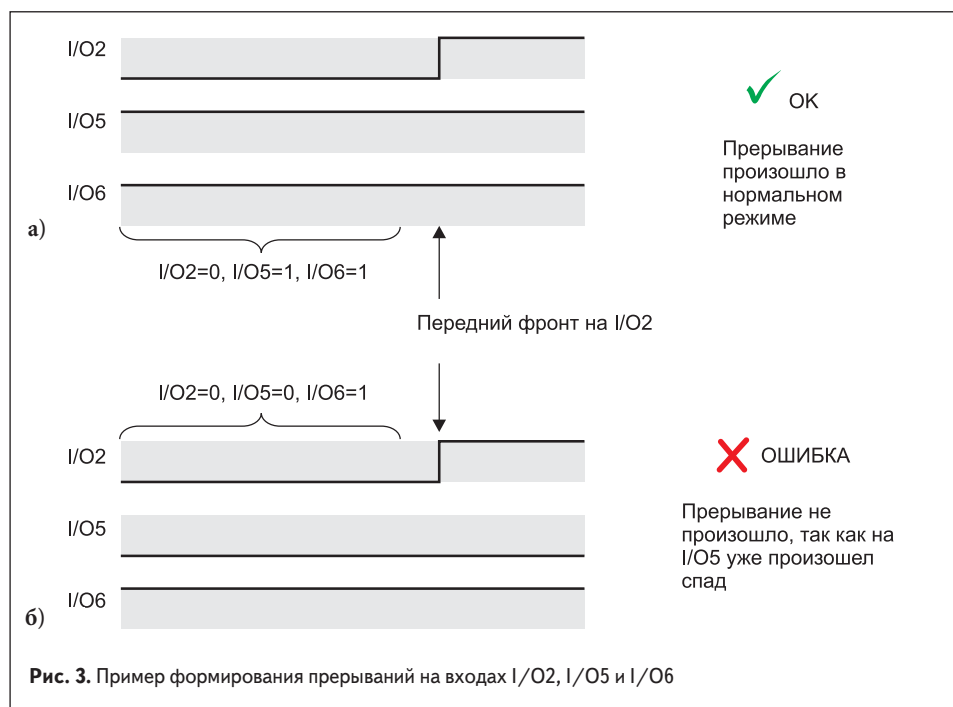 I/O2
I/O5
I/O6
а)
I/O2=0, I/O5=1, I/O6=1
OK
Прерывание
произошло в
нормальном
режиме
Передний фронт на I/O2
I/O2=0, I/O5=0, I/O6=1
I/O2
I/O5
I/O6
б)
ОШИБКА
Прерывание не
произошло, так как на
I/O5 уже произошел
спад
Рис. 3. Пример формирования прерываний на входах I/O2, I/O5 и I/O6